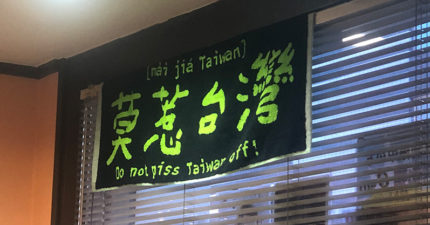 [mài jiá Taiwan]
莫惹台灣
Do not piss Taiwan off!